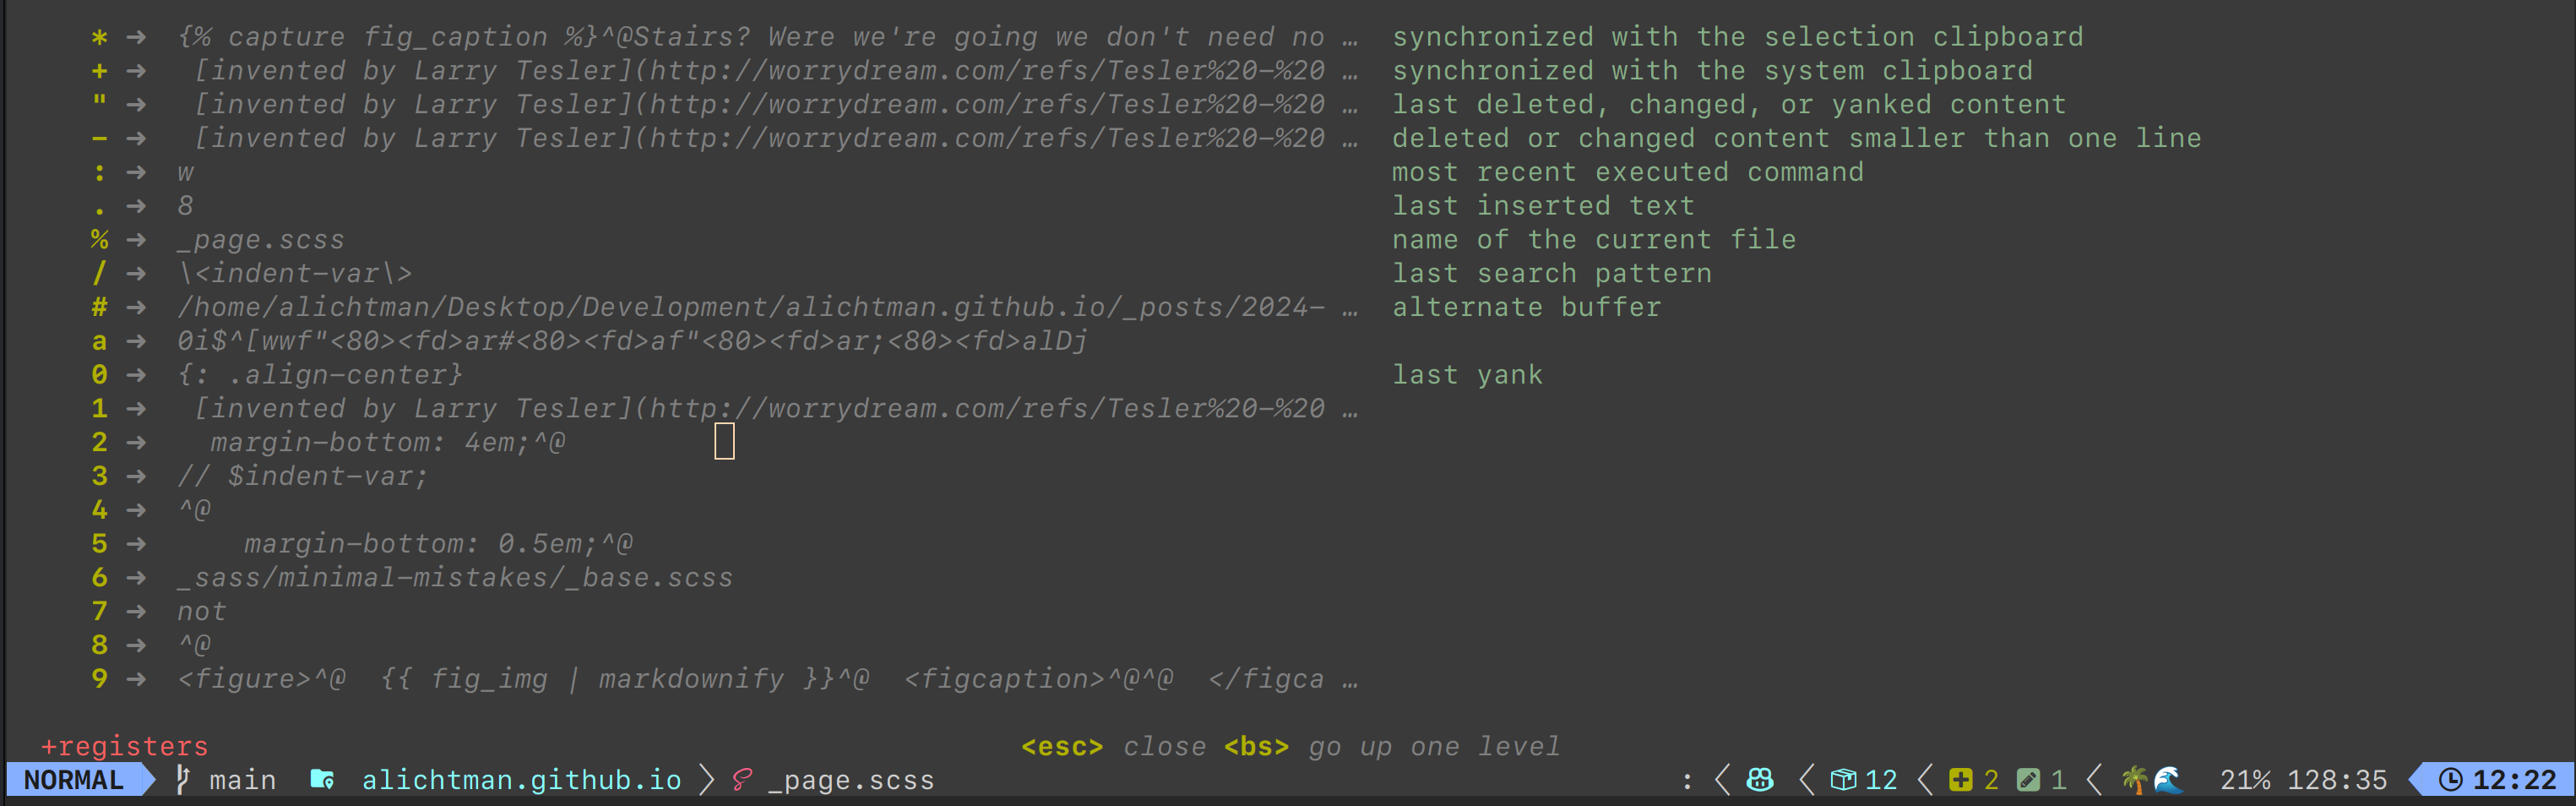 * ➜ {% capture fig_caption %}^@Stairs? Were we're going we don't need no … synchronized with the selection clipboard
+ ➜ [invented by Larry Tesler](http://worrydream.com/refs/Tesler%20-%20 … synchronized with the system clipboard
" ➜ [invented by Larry Tesler](http://worrydream.com/refs/Tesler%20-%20 … last deleted, changed, or yanked content
- ➜ [invented by Larry Tesler](http://worrydream.com/refs/Tesler%20-%20 … deleted or changed content smaller than one line
: ➜ w most recent executed command
. ➜ 8 last inserted text
% ➜ _page.scss name of the current file
/ ➜ \<indent-var\> last search pattern
# ➜ /home/alichtman/Desktop/Development/alichtman.github.io/_posts/2024- … alternate buffer
a ➜ 0i$^[wwf"<80><fd>ar#<80><fd>af"<80><fd>ar;<80><fd>alDj
0 ➜ {: .align-center} last yank
1 ➜ [invented by Larry Tesler](http://worrydream.com/refs/Tesler%20-%20 …
2 ➜ margin-bottom: 4em;^@
3 ➜ // $indent-var;
4 ➜ ^@
5 ➜ margin-bottom: 0.5em;^@
6 ➜ _sass/minimal-mistakes/_base.scss
7 ➜ not
8 ➜ ^@
9 ➜ <figure>^@ {{ fig_img | markdownify }}^@ <figcaption>^@^@ </figca …
+registers <esc> close <bs> go up one level
NORMAL main alichtman.github.io _page.scss : 12 2 1 🌴🌊 21% 128:35 12:22